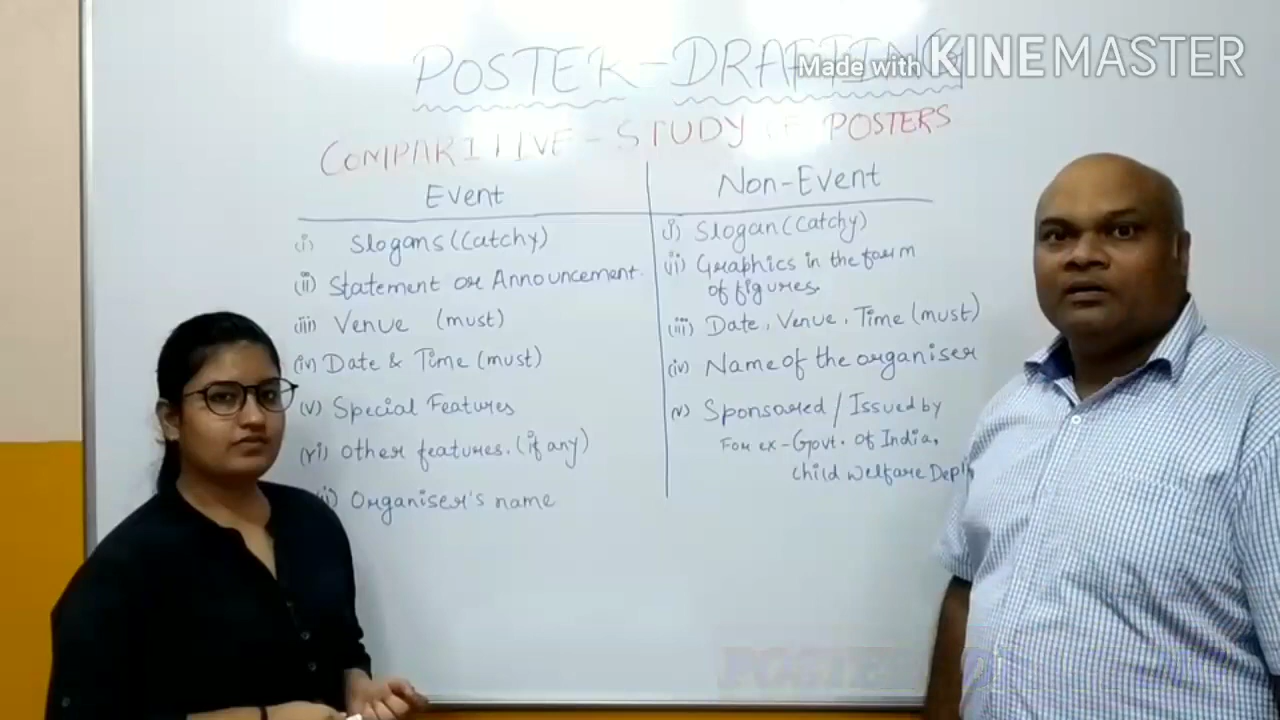 POSTER-DRAFTING
Made with KINEMASTER
COMPARITIVE-STUDY OF POSTERS
Event
(i) Slogans (Catchy)
(ii) Statement or Announcement.
(iii) Venue (must)
(iv) Date & Time (must)
(v) Special Features
(vi) Other features. (if any)
Organiser's name
Non-Event
(i) Slogan (Catchy)
(ii) Graphics in the form
of figures.
(iii) Date, Venue, Time (must)
(iv) Name of the organiser
(v) Sponsared / Issued by
For ex-Govt. of India,
Child Welfare Dept